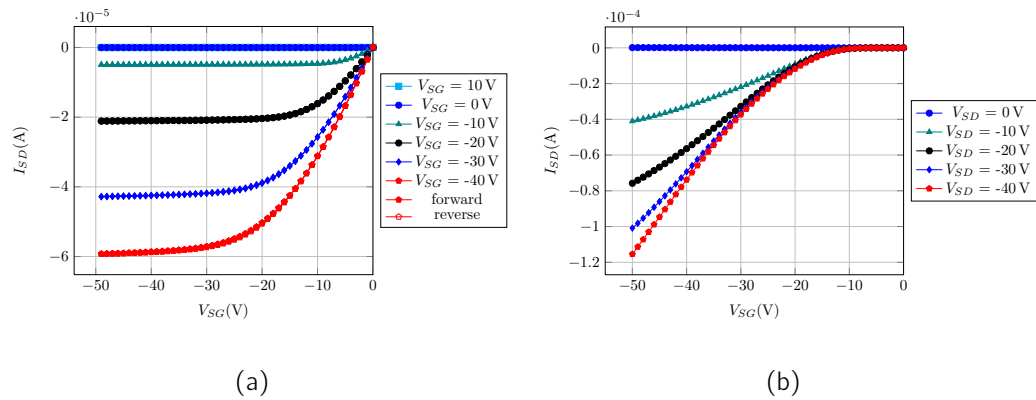 ·10⁻⁵
0
−2
−4
−6
I_SD(A)
−50 −40 −30 −20 −10 0
V_SG(V)
V_SG = 10 V
V_SG = 0 V
V_SG = -10 V
V_SG = -20 V
V_SG = -30 V
V_SG = -40 V
forward
reverse
(a)
·10⁻⁴
0
−0.2
−0.4
−0.6
−0.8
−1
−1.2
I_SD(A)
−50 −40 −30 −20 −10 0
V_SG(V)
V_SD = 0 V
V_SD = -10 V
V_SD = -20 V
V_SD = -30 V
V_SD = -40 V
(b)